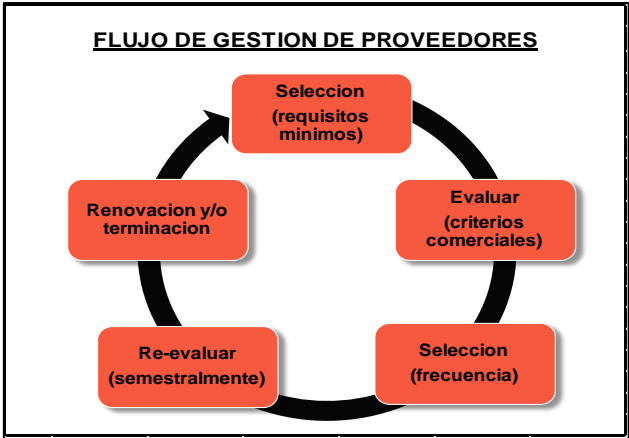 FLUJO DE GESTION DE PROVEEDORES
Seleccion
(requisitos
minimos)
Evaluar
(criterios
comerciales)
Seleccion
(frecuencia)
Re-evaluar
(semestralmente)
Renovacion y/o
terminacion